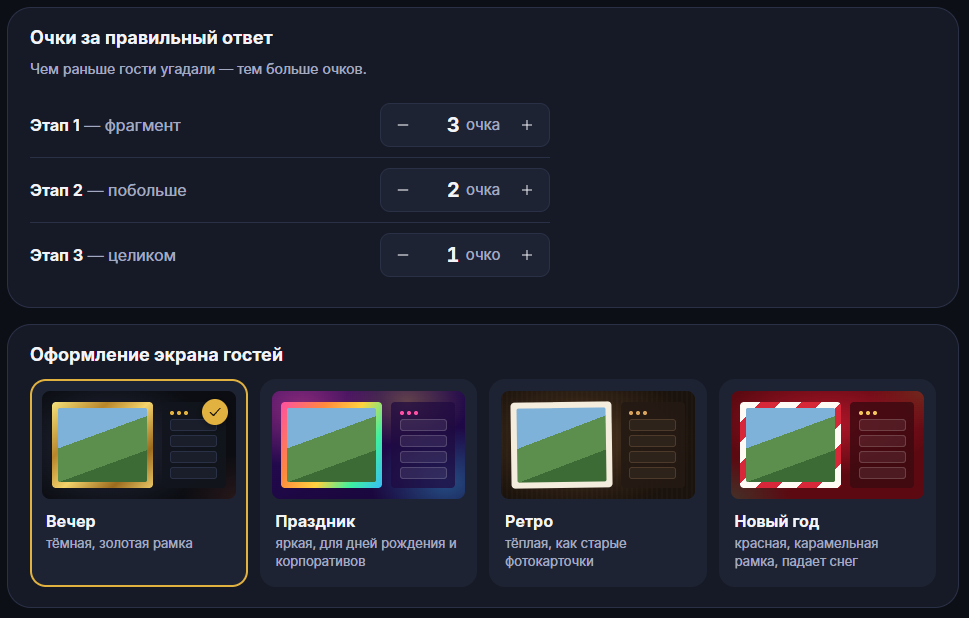 Очки за правильный ответ
Чем раньше гости угадали — тем больше очков.
Этап 1 — фрагмент
− 3 очка +
Этап 2 — побольше
− 2 очка +
Этап 3 — целиком
− 1 очко +
Оформление экрана гостей
Вечер
тёмная, золотая рамка
Праздник
яркая, для дней рождения и
корпоративов
Ретро
тёплая, как старые
фотокарточки
Новый год
красная, карамельная
рамка, падает снег